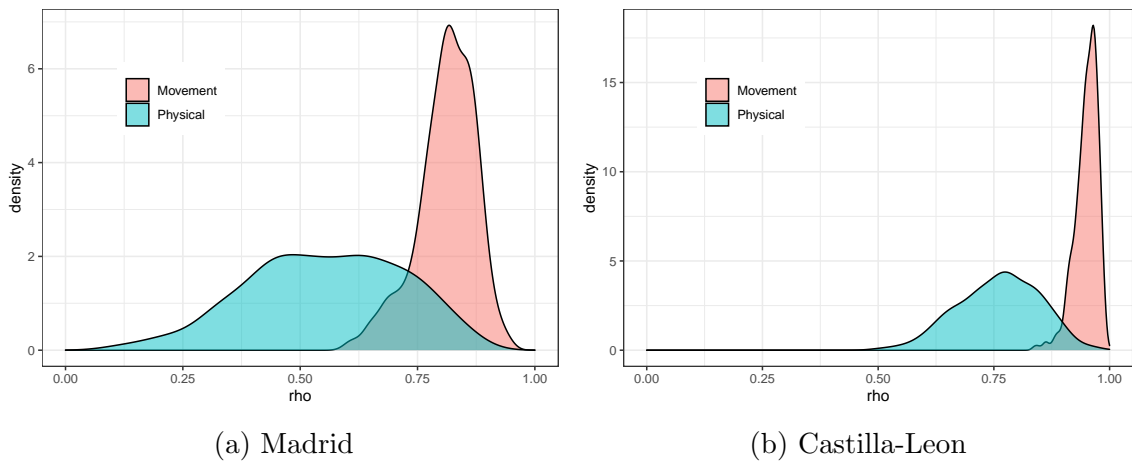 Movement
Physical
0
2
4
6
0.00 0.25 0.50 0.75 1.00
rho
density
(a) Madrid
Movement
Physical
0
5
10
15
0.00 0.25 0.50 0.75 1.00
rho
density
(b) Castilla-Leon